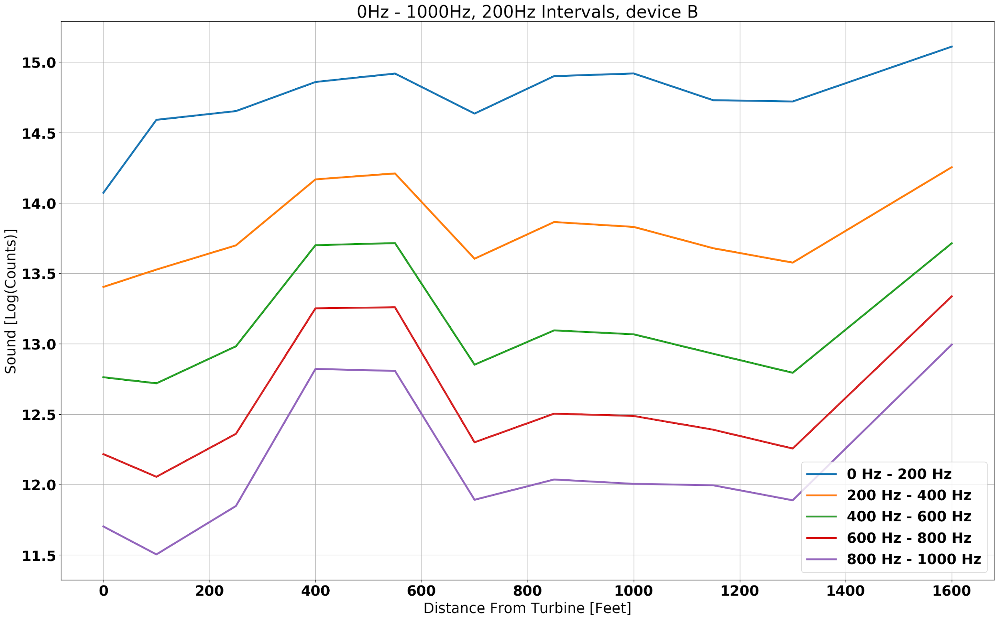 0Hz - 1000Hz, 200Hz Intervals, device B
Sound [Log(Counts)]
15.0
14.5
14.0
13.5
13.0
12.5
12.0
11.5
0 Hz - 200 Hz
200 Hz - 400 Hz
400 Hz - 600 Hz
600 Hz - 800 Hz
800 Hz - 1000 Hz
0 200 400 600 800 1000 1200 1400 1600
Distance From Turbine [Feet]